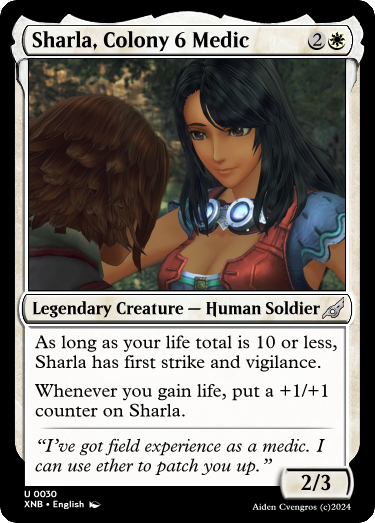 Sharla, Colony 6 Medic 2
Legendary Creature — Human Soldier
As long as your life total is 10 or less,
Sharla has first strike and vigilance.
Whenever you gain life, put a +1/+1
counter on Sharla.
“I’ve got field experience as a medic. I
can use ether to patch you up.”
2/3
U 0030
XNB • English
Aiden Cvengros (c)2024